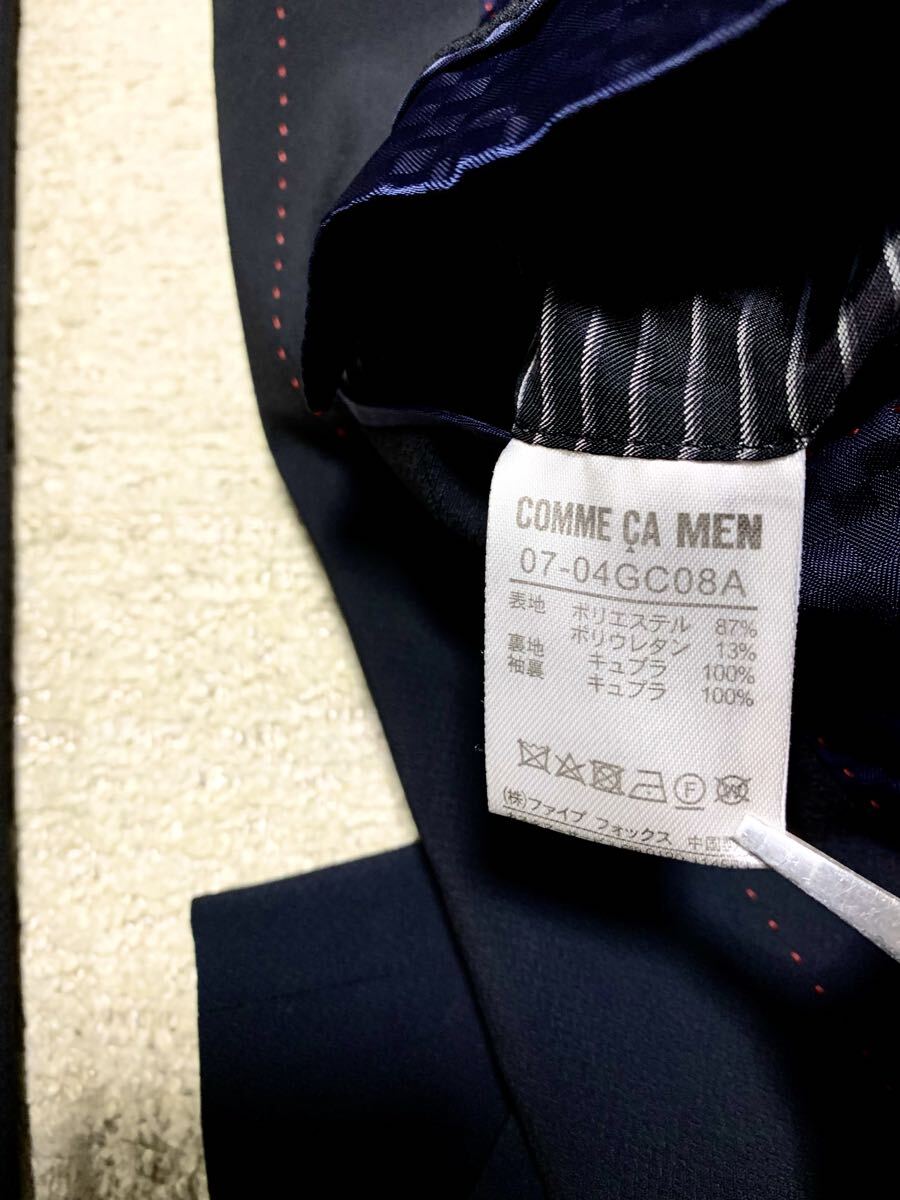 COMME ÇA MEN
07-04GC08A
表地 ポリエステル 87%
ポリウレタン 13%
裏地 キュプラ 100%
袖裏 キュプラ 100%
F
W
(株)ファイブ フォックス 中国